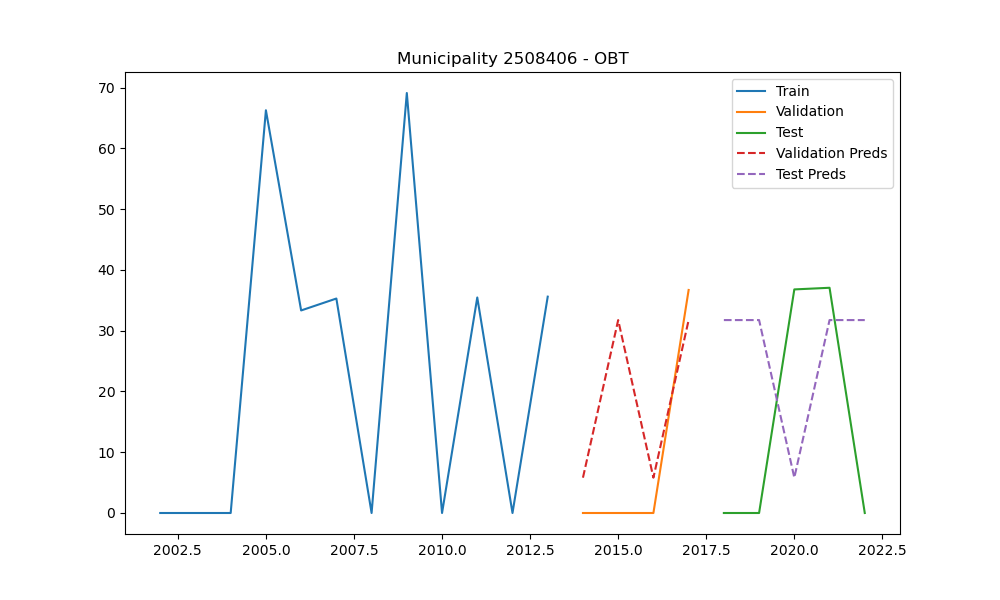 Municipality 2508406 - OBT
70
60
50
40
30
20
10
0
2002.5 2005.0 2007.5 2010.0 2012.5 2015.0 2017.5 2020.0 2022.5
Train
Validation
Test
Validation Preds
Test Preds